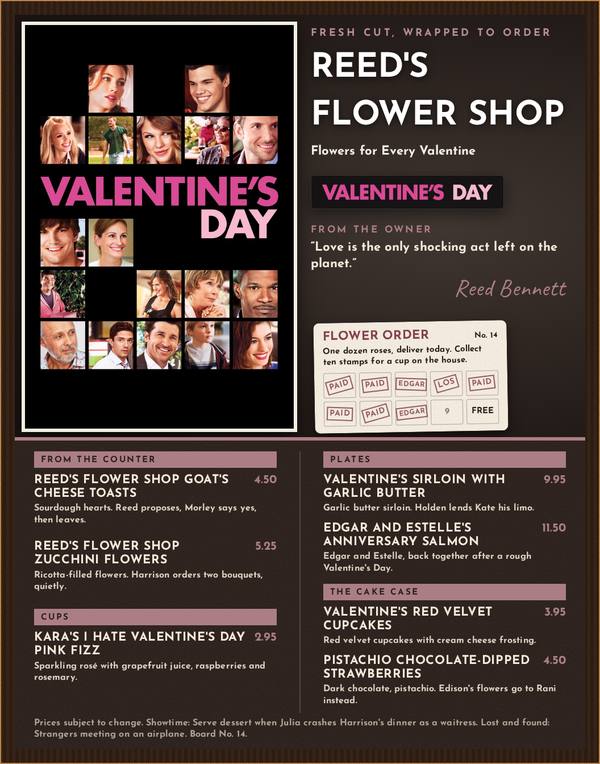 FRESH CUT, WRAPPED TO ORDER
REED'S
FLOWER SHOP
Flowers for Every Valentine
VALENTINE'S DAY
FROM THE OWNER
“Love is the only shocking act left on the
planet.”
Reed Bennett
VALENTINE'S
DAY
FLOWER ORDER No. 14
One dozen roses, deliver today. Collect
ten stamps for a cup on the house.
PAID PAID EDGAR LOS PAID
PAID PAID EDGAR 9 FREE
FROM THE COUNTER
REED'S FLOWER SHOP GOAT'S 4.50
CHEESE TOASTS
Sourdough hearts. Reed proposes, Morley says yes,
then leaves.
REED'S FLOWER SHOP 5.25
ZUCCHINI FLOWERS
Ricotta-filled flowers. Harrison orders two bouquets,
quietly.
CUPS
KARA'S I HATE VALENTINE'S DAY 2.95
PINK FIZZ
Sparkling rosé with grapefruit juice, raspberries and
rosemary.
PLATES
VALENTINE'S SIRLOIN WITH 9.95
GARLIC BUTTER
Garlic butter sirloin. Holden lends Kate his limo.
EDGAR AND ESTELLE'S 11.50
ANNIVERSARY SALMON
Edgar and Estelle, back together after a rough
Valentine's Day.
THE CAKE CASE
VALENTINE'S RED VELVET 3.95
CUPCAKES
Red velvet cupcakes with cream cheese frosting.
PISTACHIO CHOCOLATE-DIPPED 4.50
STRAWBERRIES
Dark chocolate, pistachio. Edison's flowers go to Rani
instead.
Prices subject to change. Showtime: Serve dessert when Julia crashes Harrison's dinner as a waitress. Lost and found:
Strangers meeting on an airplane. Board No. 14.